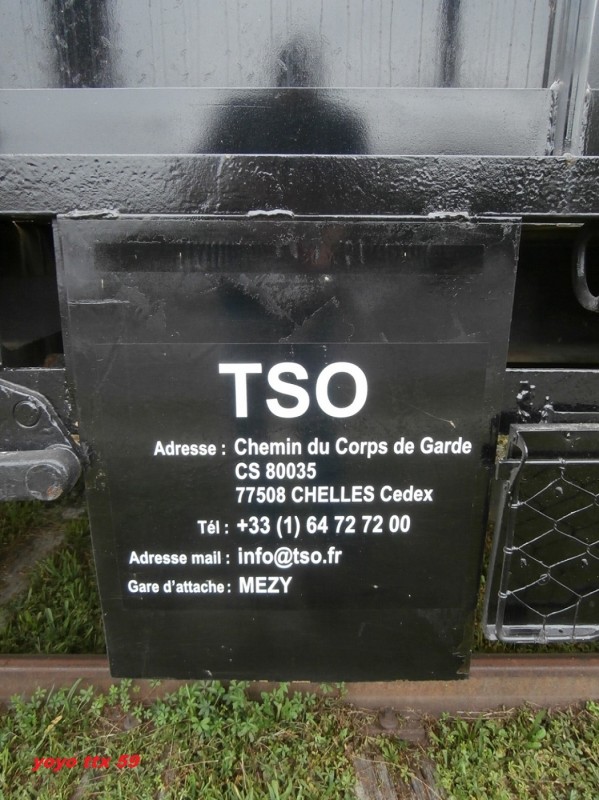 TSO
Adresse : Chemin du Corps de Garde
CS 80035
77508 CHELLES Cedex
Tél : +33 (1) 64 72 72 00
Adresse mail : info@tso.fr
Gare d'attache : MEZY
yoyo ttx 59